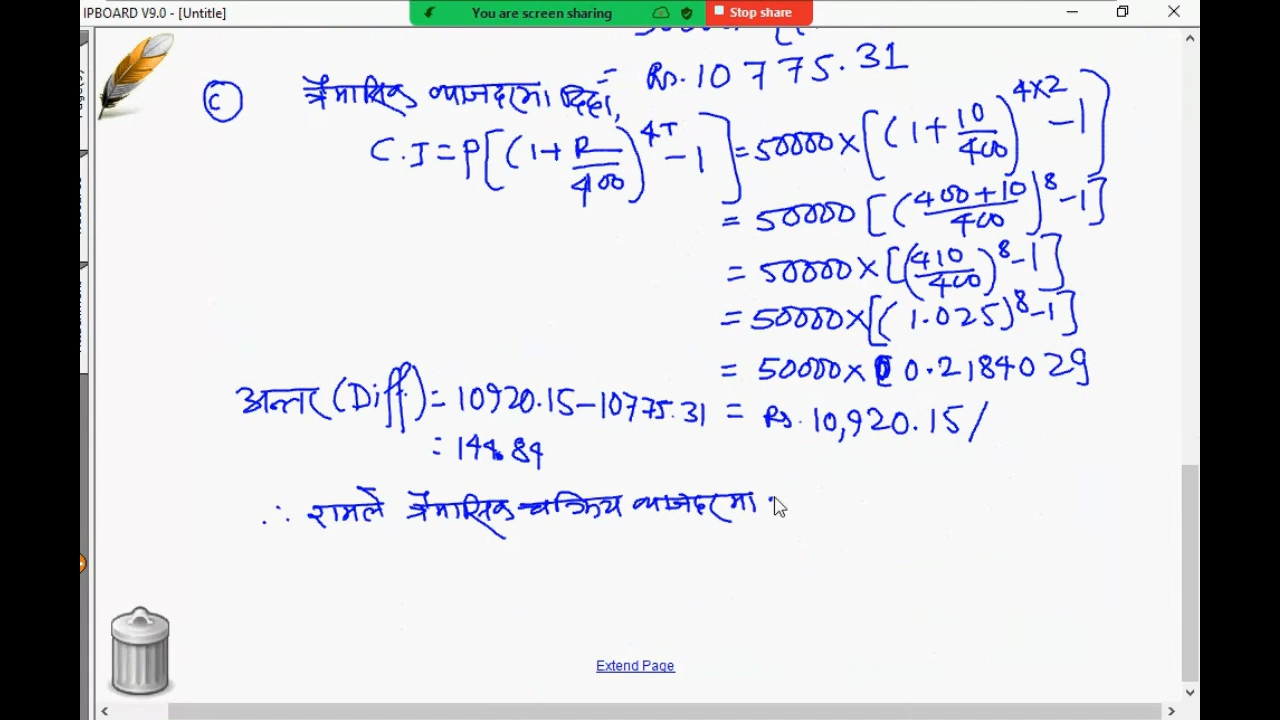 IPBOARD V9.0 - [Untitle]
You are screen sharing
Stop share
= Rs. 10775.31
(c) त्रैमासिक ब्याजदरमा दिँदा,
C.I = P[(1 + R/400)^4T - 1] = 50000 × [(1 + 10/400)^4×2 - 1]
= 50000 [(400+10/400)^8 - 1]
= 50000 × [(410/400)^8 - 1]
= 50000 × [(1.025)^8 - 1]
= 50000 × 0.2184029
अन्तर (Diff) = 10920.15 - 10775.31 = Rs. 10,920.15/
= 144.84
∴ रामले त्रैमासिक चक्रिय ब्याजदरमा
Extend Page